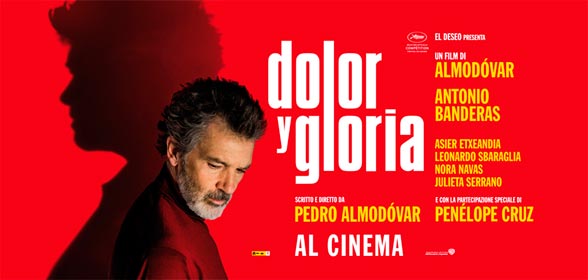 dolor
y gloria
EL DESEO PRESENTA
UN FILM DI
ALMODÓVAR
ANTONIO
BANDERAS
ASIER ETXEANDIA
LEONARDO SBARAGLIA
NORA NAVAS
JULIETA SERRANO
SCRITTO E DIRETTO DA
PEDRO ALMODÓVAR
E CON LA PARTECIPAZIONE SPECIALE DI
PENÉLOPE CRUZ
AL CINEMA